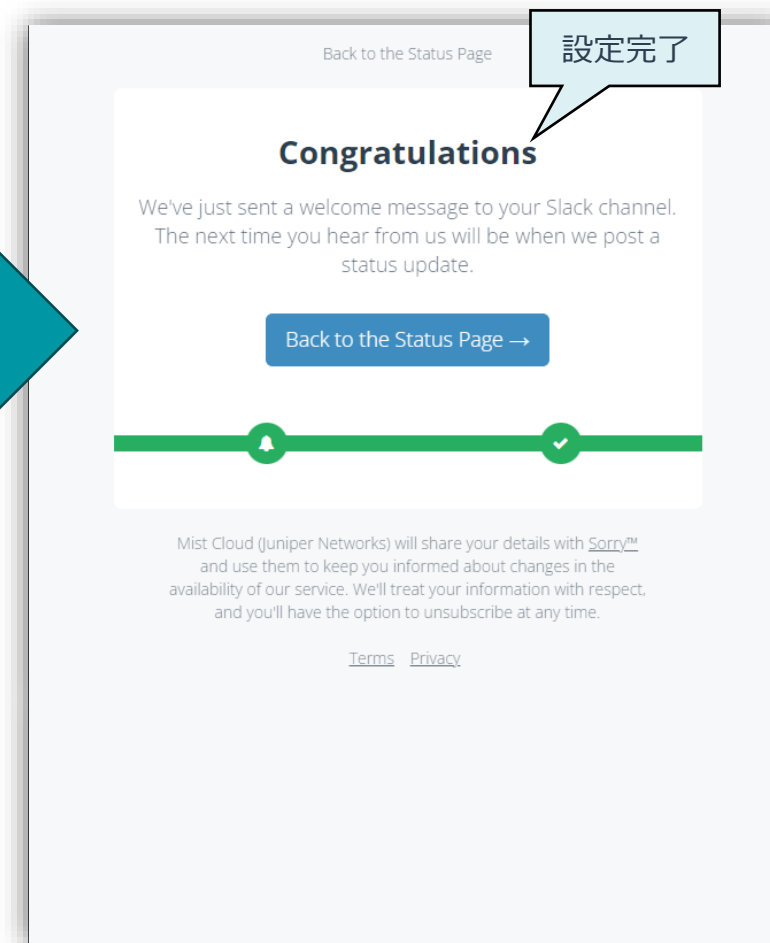 Back to the Status Page
設定完了
Congratulations
We've just sent a welcome message to your Slack channel.
The next time you hear from us will be when we post a
status update.
Back to the Status Page →
Mist Cloud (Juniper Networks) will share your details with Sorry™
and use them to keep you informed about changes in the
availability of our service. We'll treat your information with respect,
and you'll have the option to unsubscribe at any time.
Terms Privacy